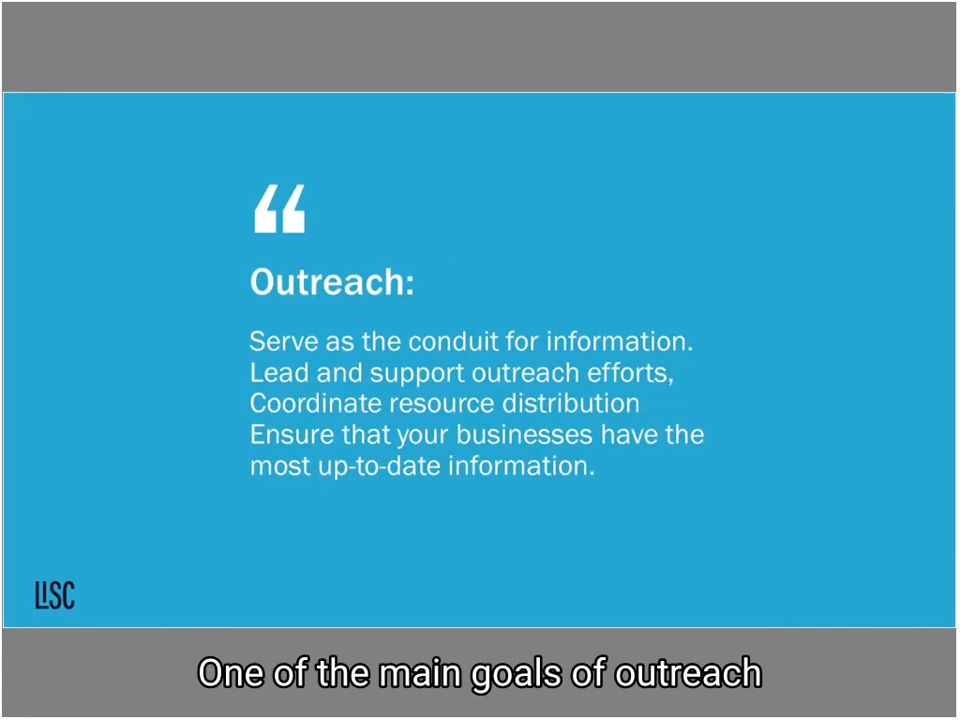 “
Outreach:
Serve as the conduit for information.
Lead and support outreach efforts,
Coordinate resource distribution
Ensure that your businesses have the
most up-to-date information.
LISC
One of the main goals of outreach